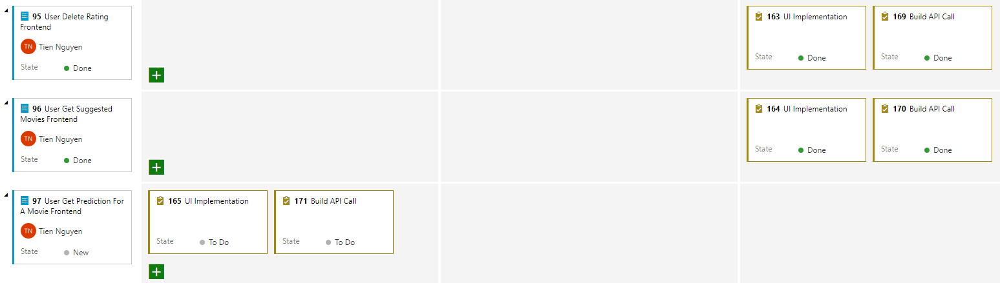 95 User Delete Rating
Frontend
TN Tien Nguyen
State Done
163 UI Implementation
State Done
169 Build API Call
State Done
96 User Get Suggested
Movies Frontend
TN Tien Nguyen
State Done
164 UI Implementation
State Done
170 Build API Call
State Done
97 User Get Prediction For
A Movie Frontend
TN Tien Nguyen
State New
165 UI Implementation
State To Do
171 Build API Call
State To Do